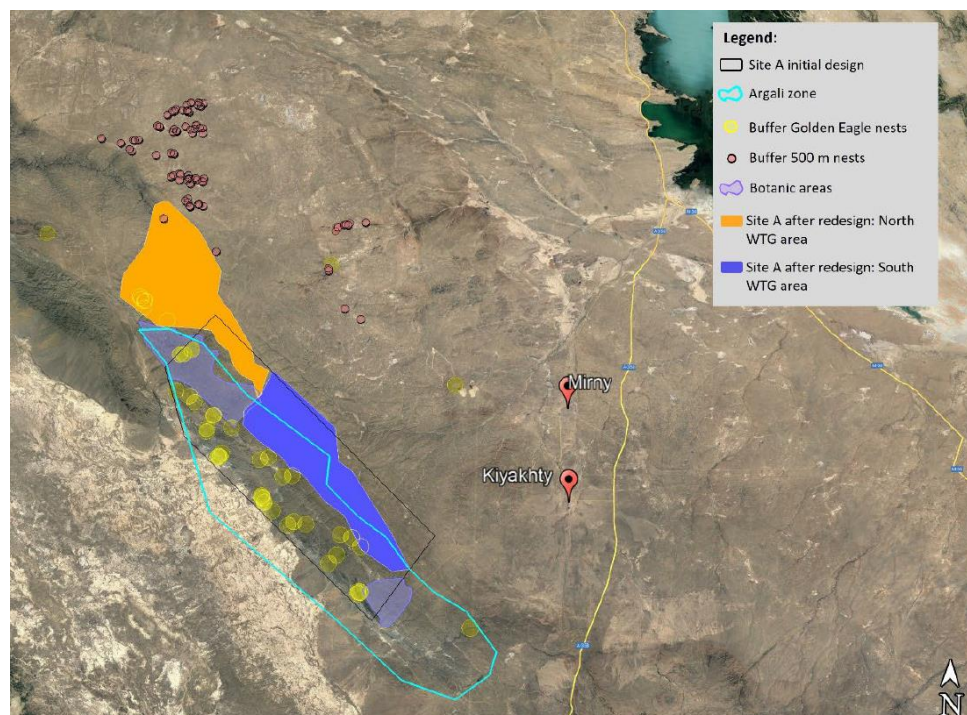 Legend:
Site A initial design
Argali zone
Buffer Golden Eagle nests
Buffer 500 m nests
Botanic areas
Site A after redesign: North
WTG area
Site A after redesign: South
WTG area
Mirny
Kiyakhty
N